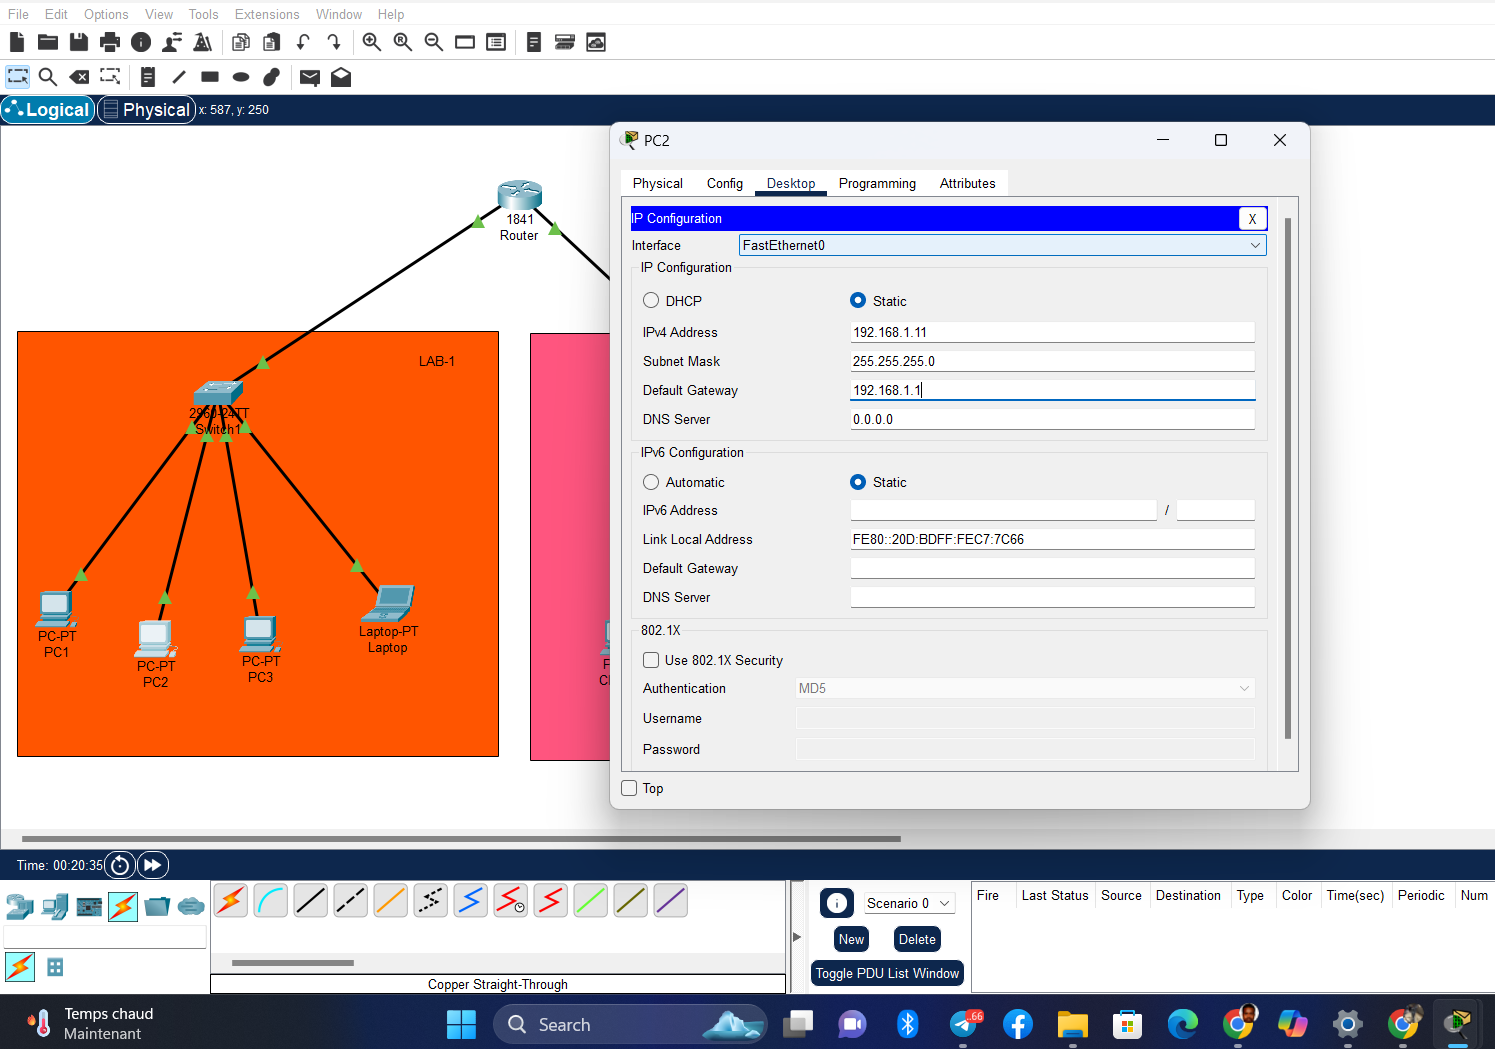 File Edit Options View Tools Extensions Window Help
Logical Physical x: 587, y: 250
1841
Router
LAB-1
2960-24TT
Switch1
PC-PT
PC1
PC-PT
PC2
PC-PT
PC3
Laptop-PT
Laptop
PC2
Physical Config Desktop Programming Attributes
IP Configuration X
Interface FastEthernet0
IP Configuration
DHCP Static
IPv4 Address 192.168.1.11
Subnet Mask 255.255.255.0
Default Gateway 192.168.1.1
DNS Server 0.0.0.0
IPv6 Configuration
Automatic Static
IPv6 Address /
Link Local Address FE80::20D:BDFF:FEC7:7C66
Default Gateway
DNS Server
802.1X
Use 802.1X Security
Authentication MD5
Username
Password
Top
Time: 00:20:35
Copper Straight-Through
Scenario 0
New Delete
Toggle PDU List Window
Fire Last Status Source Destination Type Color Time(sec) Periodic Num
Temps chaud
Maintenant
Search
..66